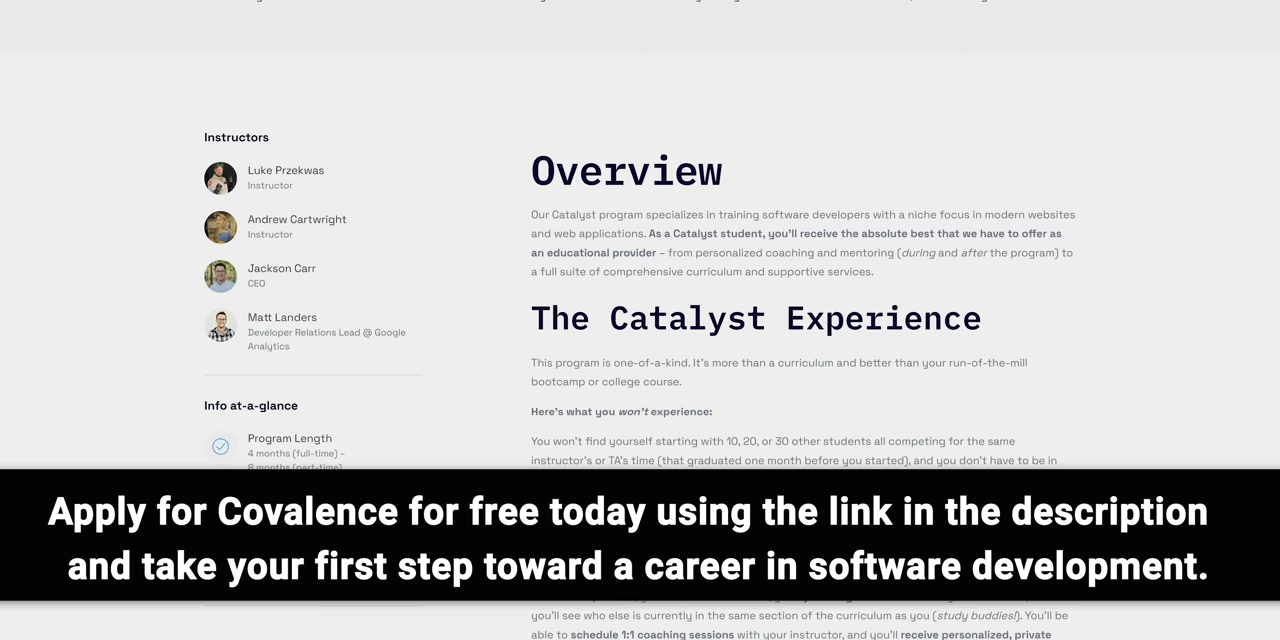 Instructors
Luke Przekwas
Instructor
Andrew Cartwright
Instructor
Jackson Carr
CEO
Matt Landers
Developer Relations Lead @ Google
Analytics
Info at-a-glance
Program Length
4 months (full-time) –
8 months (part-time)
Overview
Our Catalyst program specializes in training software developers with a niche focus in modern websites
and web applications. As a Catalyst student, you'll receive the absolute best that we have to offer as
an educational provider – from personalized coaching and mentoring (during and after the program) to
a full suite of comprehensive curriculum and supportive services.
The Catalyst Experience
This program is one-of-a-kind. It's more than a curriculum and better than your run-of-the-mill
bootcamp or college course.
Here's what you won't experience:
You won't find yourself starting with 10, 20, or 30 other students all competing for the same
instructor's or TA's time (that graduated one month before you started), and you don't have to be in
Apply for Covalence for free today using the link in the description
and take your first step toward a career in software development.
you'll see who else is currently in the same section of the curriculum as you (study buddies!). You'll be
able to schedule 1:1 coaching sessions with your instructor, and you'll receive personalized, private